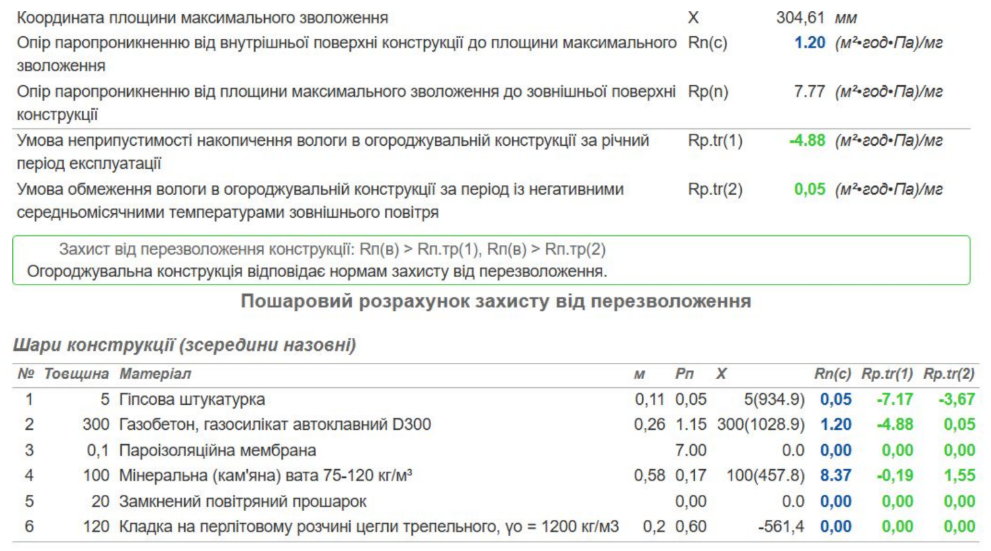 Координата площини максимального зволоження X 304,61 мм
Опір паропроникненню від внутрішньої поверхні конструкції до площини максимального Rn(c) 1.20 (м²•год•Па)/мг
зволоження
Опір паропроникненню від площини максимального зволоження до зовнішньої поверхні Rp(n) 7.77 (м²•год•Па)/мг
конструкції
Умова неприпустимості накопичення вологи в огороджувальній конструкції за річний Rp.tr(1) -4.88 (м²•год•Па)/мг
період експлуатації
Умова обмеження вологи в огороджувальній конструкції за період із негативними Rp.tr(2) 0,05 (м²•год•Па)/мг
середньомісячними температурами зовнішнього повітря
Захист від перезволоження конструкції: Rп(в) > Rп.тр(1), Rп(в) > Rп.тр(2)
Огороджувальна конструкція відповідає нормам захисту від перезволоження.
Пошаровий розрахунок захисту від перезволоження
Шари конструкції (зсередини назовні)
№ Товщина Матеріал м Рп X Rn(c) Rp.tr(1) Rp.tr(2)
1 5 Гіпсова штукатурка 0,11 0,05 5(934.9) 0,05 -7.17 -3,67
2 300 Газобетон, газосилікат автоклавний D300 0,26 1.15 300(1028.9) 1.20 -4.88 0,05
3 0,1 Пароізоляційна мембрана 7.00 0.0 0,00 0,00 0,00
4 100 Мінеральна (кам'яна) вата 75-120 кг/м³ 0,58 0,17 100(457.8) 8.37 -0,19 1,55
5 20 Замкнений повітряний прошарок 0,00 0.0 0,00 0,00 0,00
6 120 Кладка на перлітовому розчині цегли трепельного, γо = 1200 кг/м3 0,2 0,60 -561,4 0,00 0,00 0,00